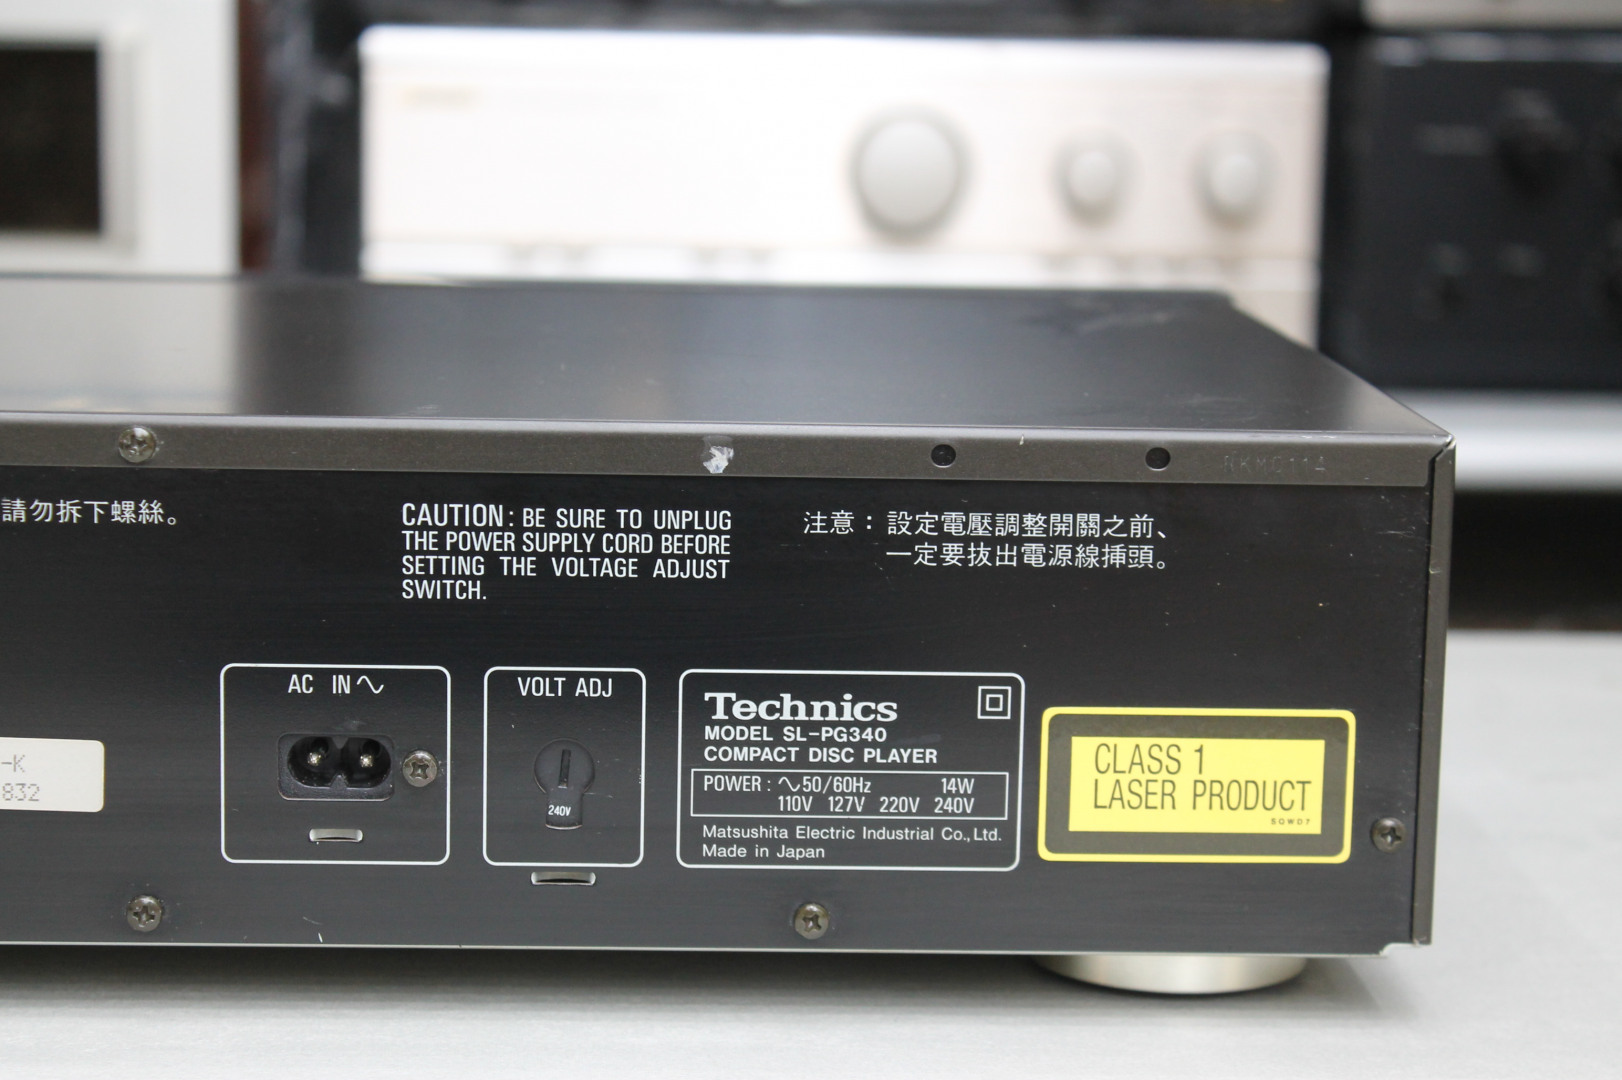 RKM0114
請勿拆下螺絲。
CAUTION: BE SURE TO UNPLUG
THE POWER SUPPLY CORD BEFORE
SETTING THE VOLTAGE ADJUST
SWITCH.
注意： 設定電壓調整開關之前、
一定要拔出電源線揷頭。
AC IN
VOLT ADJ
240V
Technics
MODEL SL-PG340
COMPACT DISC PLAYER
POWER: 50/60Hz 14W
110V 127V 220V 240V
Matsushita Electric Industrial Co., Ltd.
Made in Japan
CLASS 1
LASER PRODUCT
SQWD7
-K
832